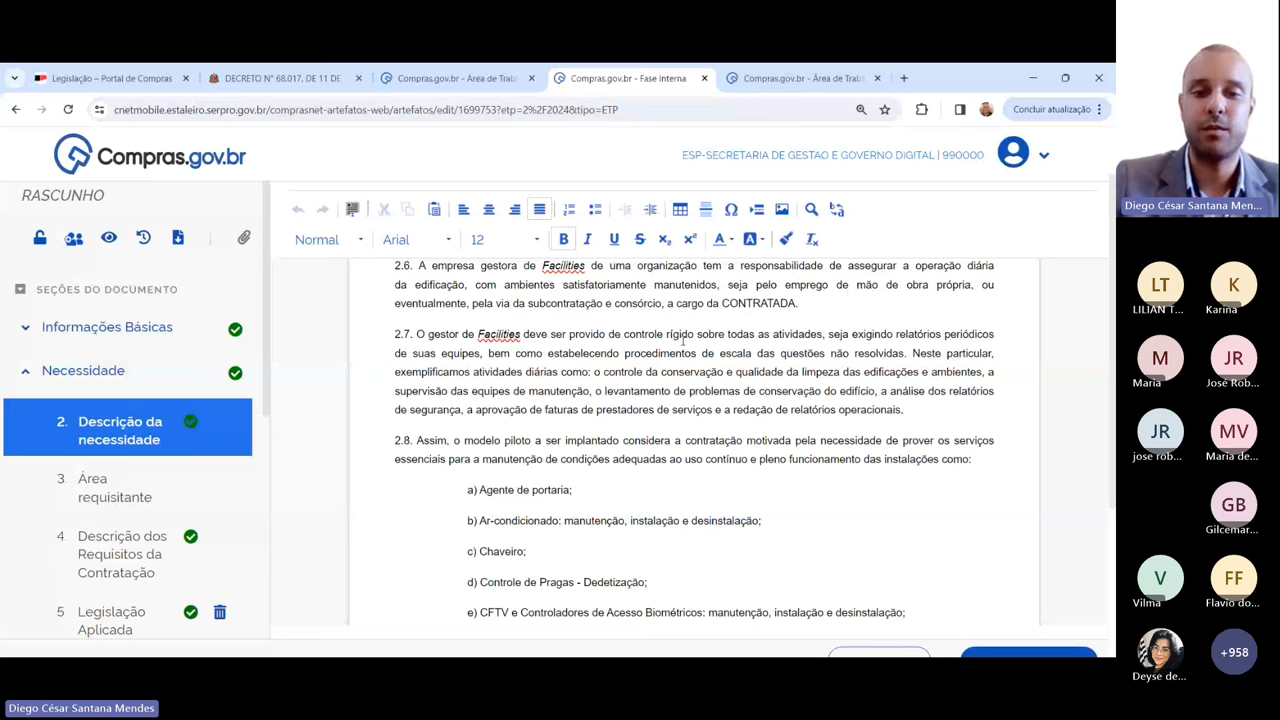 Legislação – Portal de Compras
DECRETO N° 68.017, DE 11 DE
Compras.gov.br - Área de Trab
Compras.gov.br - Fase Interna
Compras.gov.br - Área de Trab
cnetmobile.estaleiro.serpro.gov.br/comprasnet-artefatos-web/artefatos/edit/1699753?etp=2%2F2024&tipo=ETP
Concluir atualização
Compras.gov.br
ESP-SECRETARIA DE GESTAO E GOVERNO DIGITAL | 990000
RASCUNHO
SEÇÕES DO DOCUMENTO
Informações Básicas
Necessidade
2. Descrição da
necessidade
3. Área
requisitante
4. Descrição dos
Requisitos da
Contratação
5 Legislação
Aplicada
Normal
Arial
12
B I U S x₂ x² A A Tx
2.6. A empresa gestora de Facilities de uma organização tem a responsabilidade de assegurar a operação diária
da edificação, com ambientes satisfatoriamente manutenidos, seja pelo emprego de mão de obra própria, ou
eventualmente, pela via da subcontratação e consórcio, a cargo da CONTRATADA.
2.7. O gestor de Facilities deve ser provido de controle rígido sobre todas as atividades, seja exigindo relatórios periódicos
de suas equipes, bem como estabelecendo procedimentos de escala das questões não resolvidas. Neste particular,
exemplificamos atividades diárias como: o controle da conservação e qualidade da limpeza das edificações e ambientes, a
supervisão das equipes de manutenção, o levantamento de problemas de conservação do edifício, a análise dos relatórios
de segurança, a aprovação de faturas de prestadores de serviços e a redação de relatórios operacionais.
2.8. Assim, o modelo piloto a ser implantado considera a contratação motivada pela necessidade de prover os serviços
essenciais para a manutenção de condições adequadas ao uso contínuo e pleno funcionamento das instalações como:
a) Agente de portaria;
b) Ar-condicionado: manutenção, instalação e desinstalação;
c) Chaveiro;
d) Controle de Pragas - Dedetização;
e) CFTV e Controladores de Acesso Biométricos: manutenção, instalação e desinstalação;
Diego César Santana Men...
LT
LILIAN T...
K
Karina
M
Maria
JR
José Rob...
JR
jose rob...
MV
Maria de...
GB
Gilcemar...
V
Vilma
FF
Flavio do...
Deyse de...
+958
Diego César Santana Mendes